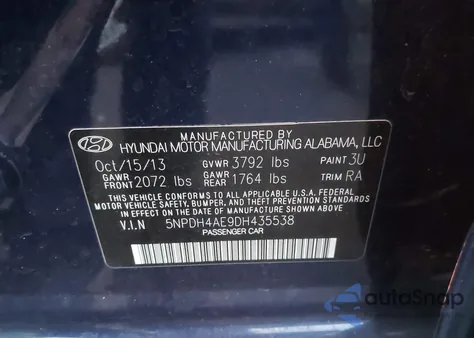 MANUFACTURED BY
HYUNDAI MOTOR MANUFACTURING ALABAMA, LLC
Oct/15/13 GVWR 3792 lbs PAINT 3U
GAWR FRONT 2072 lbs GAWR REAR 1764 lbs TRIM RA
THIS VEHICLE CONFORMS TO ALL APPLICABLE U.S.A. FEDERAL
MOTOR VEHICLE SAFETY, BUMPER, AND THEFT PREVENTION
STANDARDS IN EFFECT ON THE DATE OF MANUFACTURE SHOWN ABOVE.
V.I.N 5NPDH4AE9DH435538
PASSENGER CAR
autoSnap